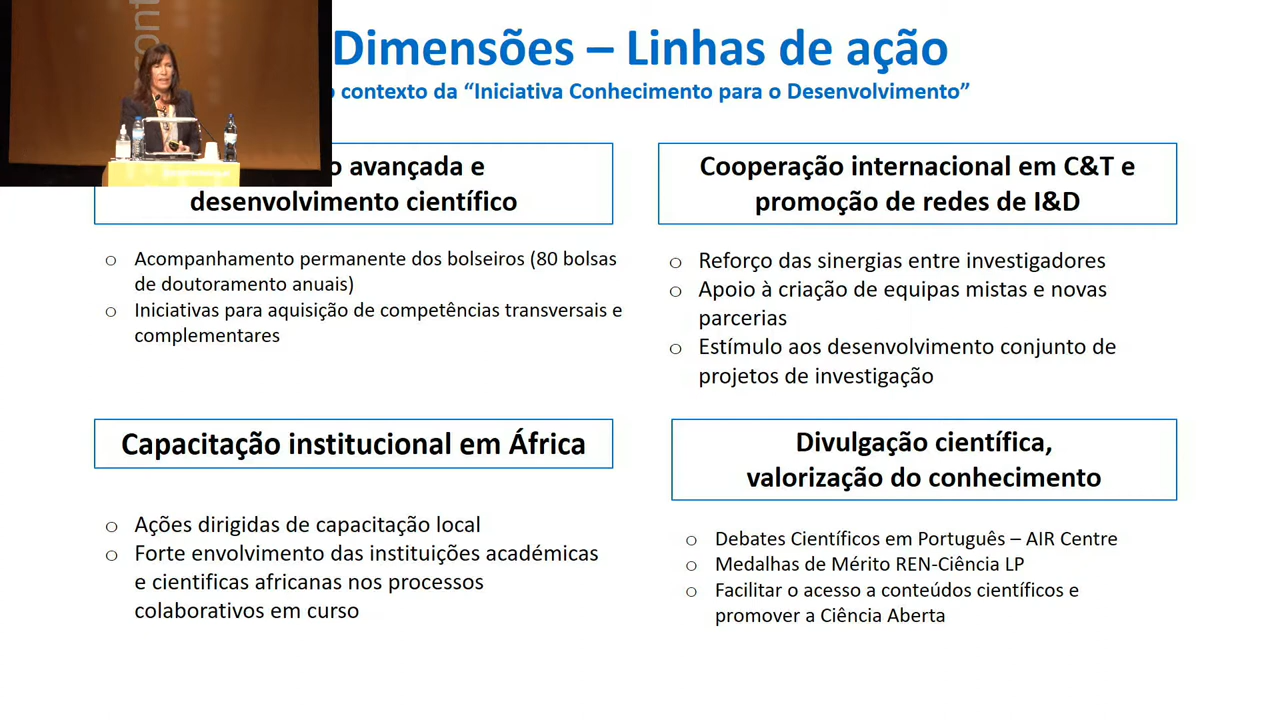 Dimensões – Linhas de ação
contexto da “Iniciativa Conhecimento para o Desenvolvimento”
avançada e
desenvolvimento científico
o Acompanhamento permanente dos bolseiros (80 bolsas
de doutoramento anuais)
o Iniciativas para aquisição de competências transversais e
complementares
Cooperação internacional em C&T e
promoção de redes de I&D
o Reforço das sinergias entre investigadores
o Apoio à criação de equipas mistas e novas
parcerias
o Estímulo aos desenvolvimento conjunto de
projetos de investigação
Capacitação institucional em África
o Ações dirigidas de capacitação local
o Forte envolvimento das instituições académicas
e cientificas africanas nos processos
colaborativos em curso
Divulgação científica,
valorização do conhecimento
o Debates Científicos em Português – AIR Centre
o Medalhas de Mérito REN-Ciência LP
o Facilitar o acesso a conteúdos científicos e
promover a Ciência Aberta